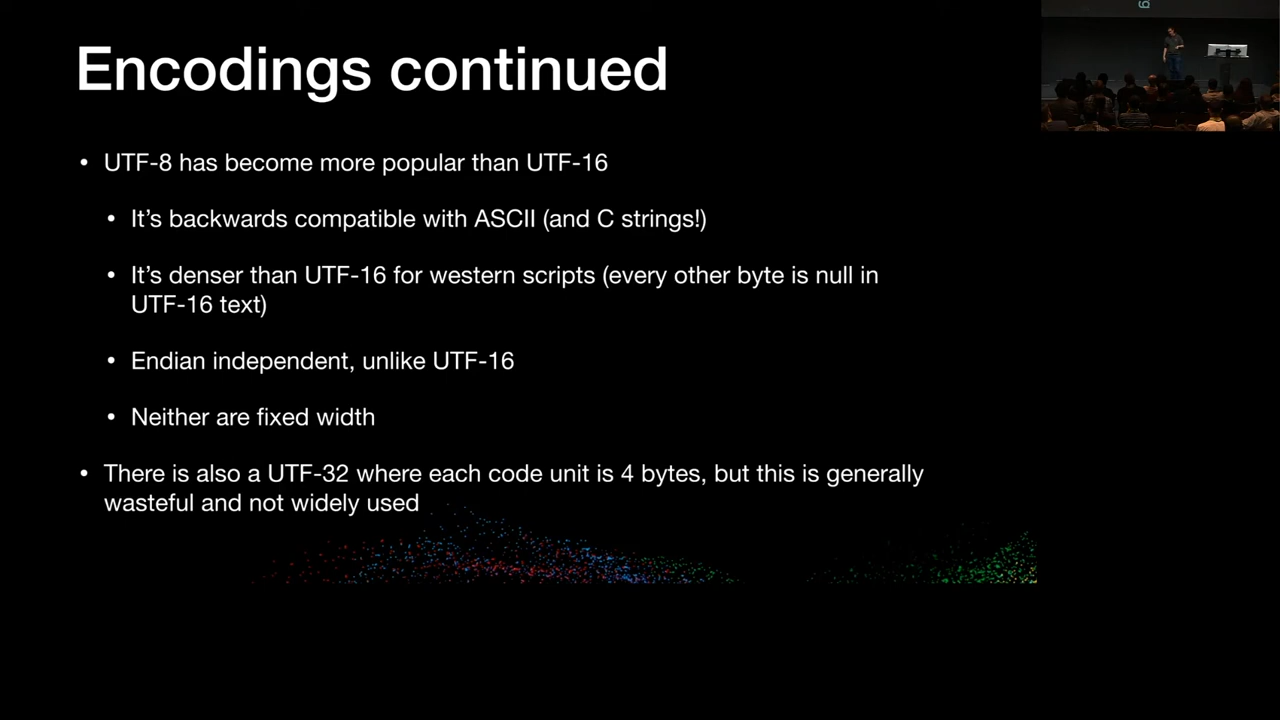 Encodings continued
• UTF-8 has become more popular than UTF-16
• It’s backwards compatible with ASCII (and C strings!)
• It’s denser than UTF-16 for western scripts (every other byte is null in
UTF-16 text)
• Endian independent, unlike UTF-16
• Neither are fixed width
• There is also a UTF-32 where each code unit is 4 bytes, but this is generally
wasteful and not widely used